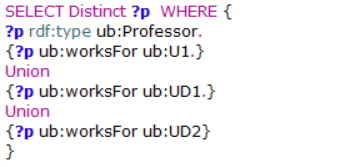 SELECT Distinct ?p WHERE {
?p rdf:type ub:Professor.
{?p ub:worksFor ub:U1.}
Union
{?p ub:worksFor ub:UD1.}
Union
{?p ub:worksFor ub:UD2}
}